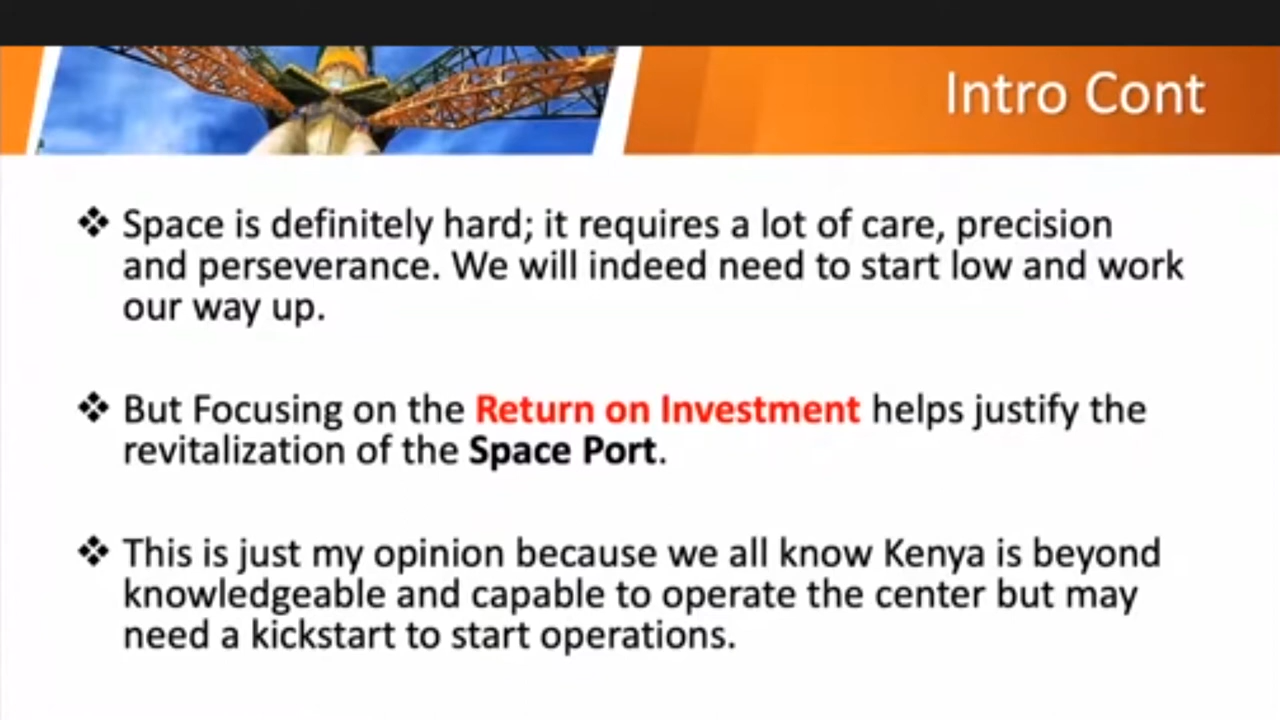 Intro Cont
❖ Space is definitely hard; it requires a lot of care, precision
and perseverance. We will indeed need to start low and work
our way up.
❖ But Focusing on the Return on Investment helps justify the
revitalization of the Space Port.
❖ This is just my opinion because we all know Kenya is beyond
knowledgeable and capable to operate the center but may
need a kickstart to start operations.